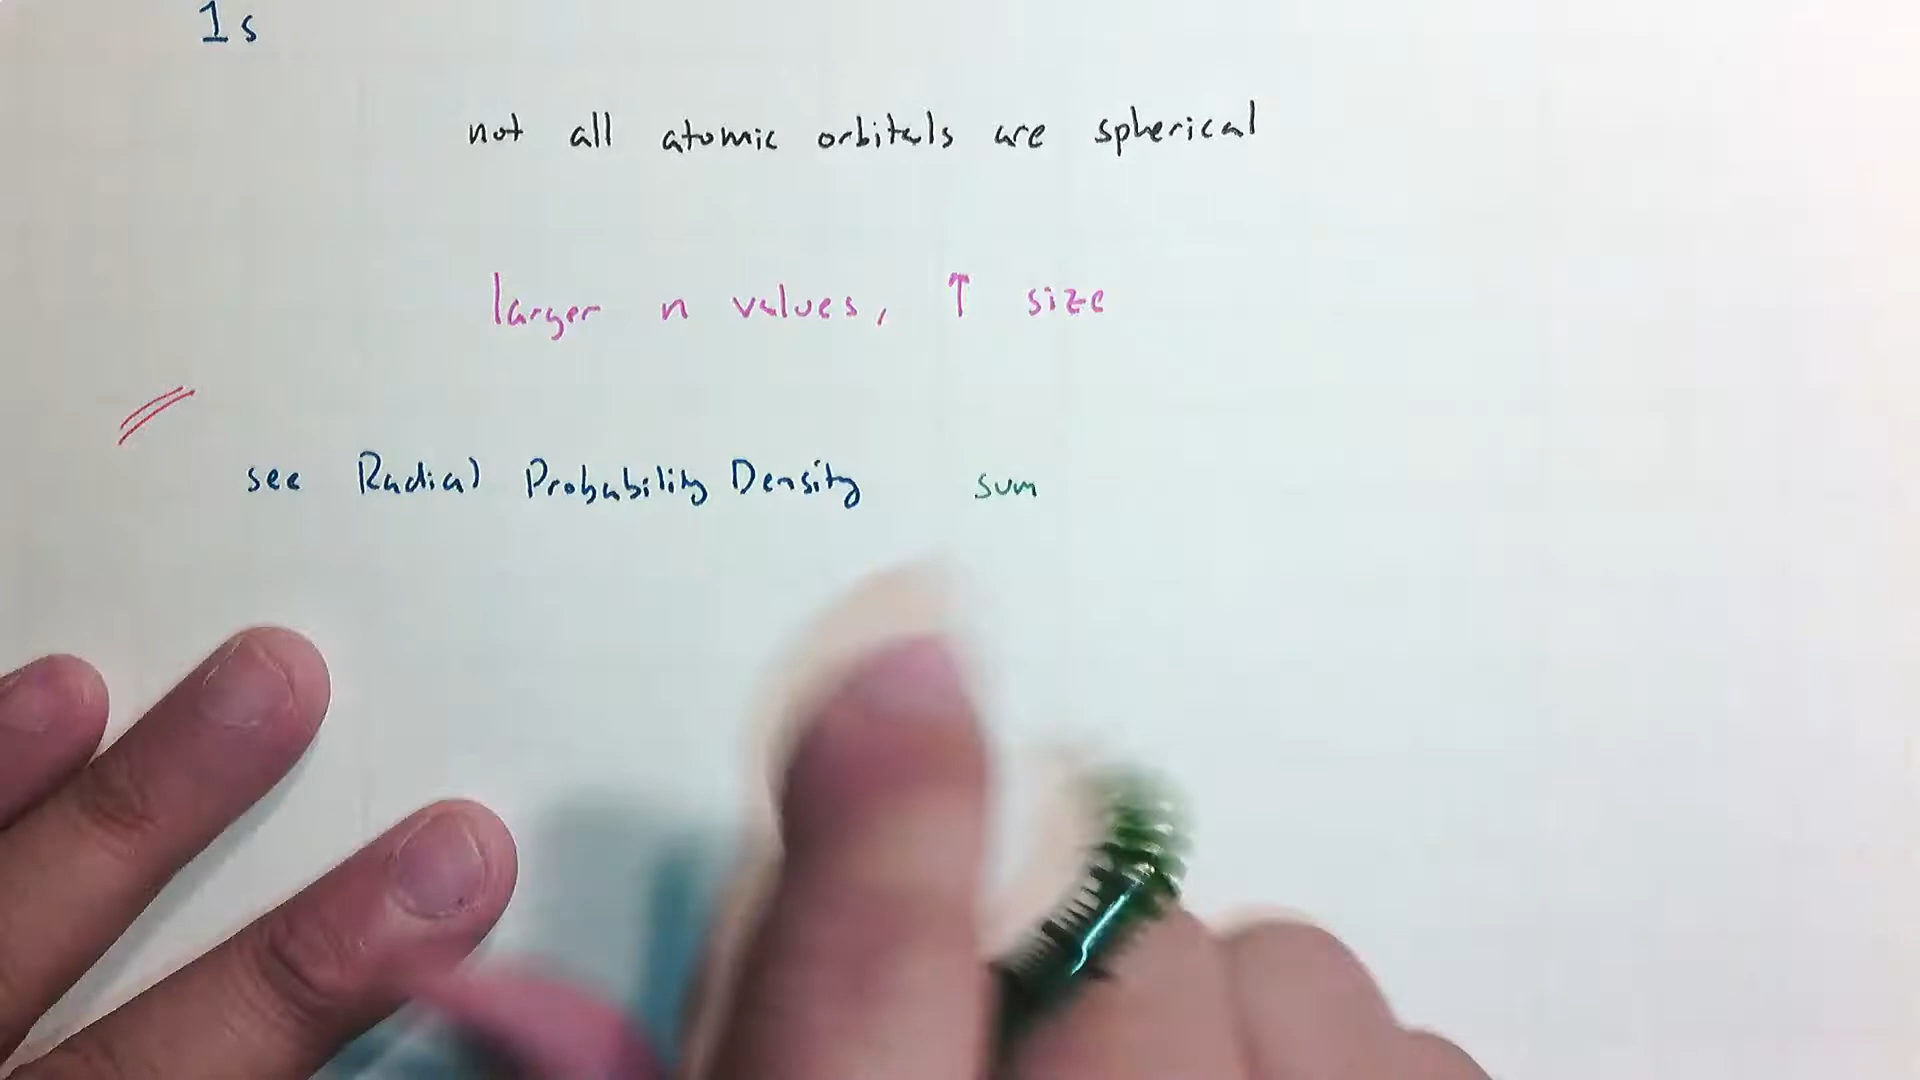 1s
not all atomic orbitals are spherical
larger n values, ↑ size
see Radial Probability Density sum